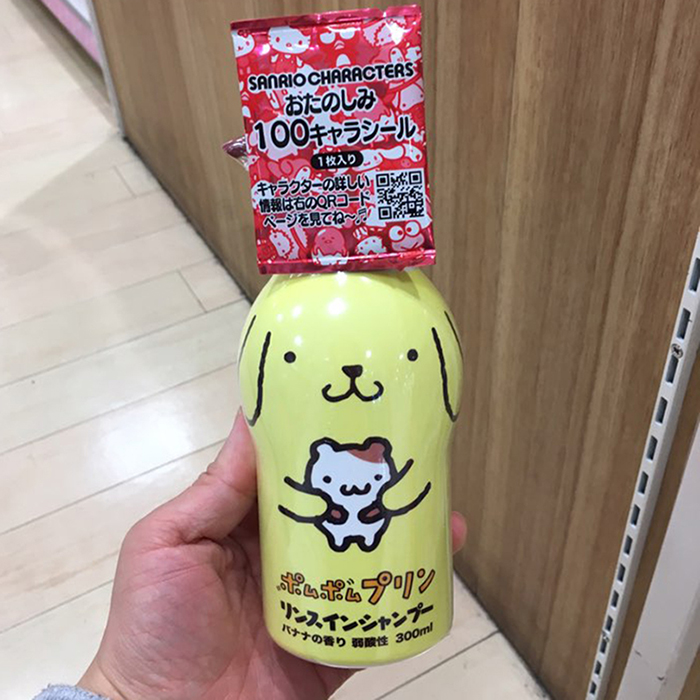 SANRIO CHARACTERS
おたのしみ
100キャラシール
1枚入り
キャラクターの詳しい
情報は右のQRコード
ページを見てね〜♬
ポムポムプリン
リンスインシャンプー
バナナの香り 弱酸性 300ml